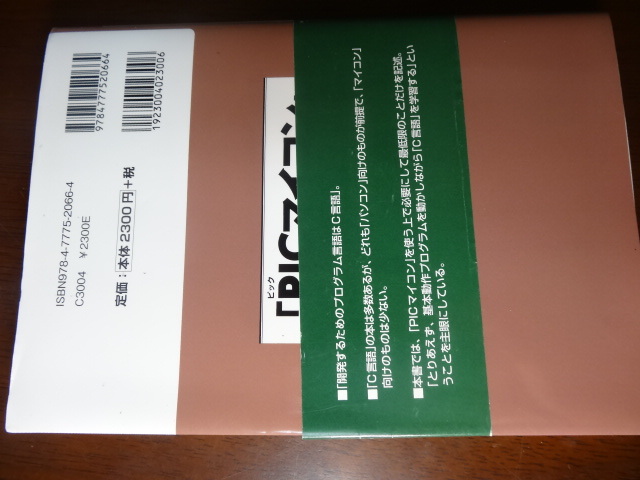 9784777520664
1923004023006
ISBN978-4-7775-2066-4
C3004 ¥2300E
定価：本体2300円＋税
ピック
「PICマイコン
■「開発するためのプログラム言語はC言語」。
■「C言語」の本は多数あるが、どれも「パソコン」向けのものが前提で、「マイコン」
向けのものは少ない。
■本書では、「PICマイコン」を使う上で必要にして最低限のことだけを記述。
「とりあえず、基本動作プログラムを動かしながら「C言語」を学習する」とい
うことを主眼にしている。